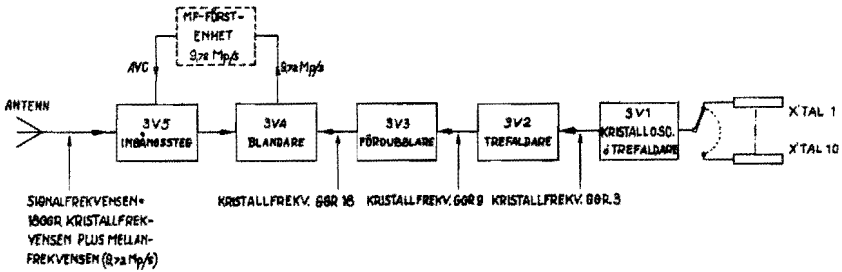 MF-FÖRST-
ENHET
9,72 Mp/s
AVC
9,72 Mp/s
ANTENN
3V5
INGÅNGSSTEG
3V4
BLANDARE
3V3
FÖRDUBBLARE
3V2
TREFALDARE
3V1
KRISTALLOSC.
& TREFALDARE
X'TAL 1
X'TAL 10
KRISTALLFREKV. GGR 18
KRISTALLFREKV. GGR 9
KRISTALLFREKV. GGR. 3
SIGNALFREKVENSEN=
18GGR KRISTALLFREK-
VENSEN PLUS MELLAN-
FREKVENSEN (9,72 Mp/s)